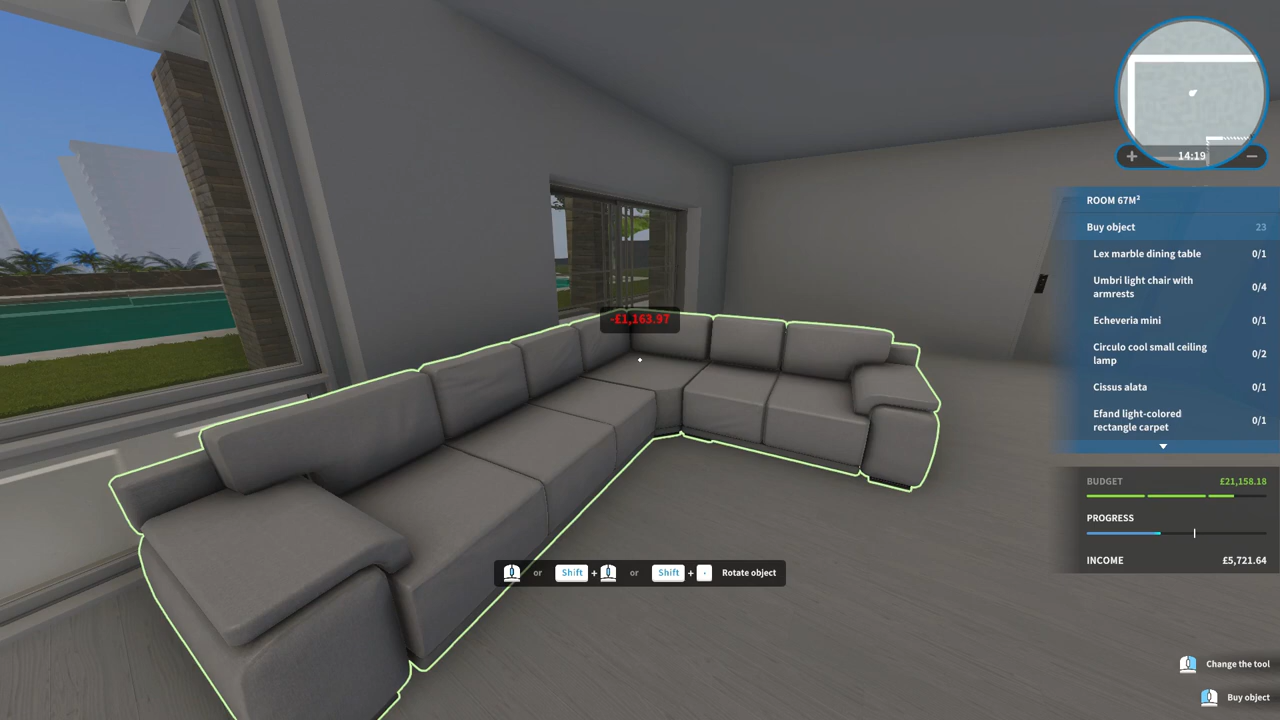 14:19
ROOM 67M²
Buy object 23
Lex marble dining table 0/1
Umbri light chair with
armrests 0/4
Echeveria mini 0/1
Circulo cool small ceiling
lamp 0/2
Cissus alata 0/1
Efand light-colored
rectangle carpet 0/1
-£1,163.97
BUDGET £21,158.18
PROGRESS
INCOME £5,721.64
or Shift + or Shift + · Rotate object
Change the tool
Buy object